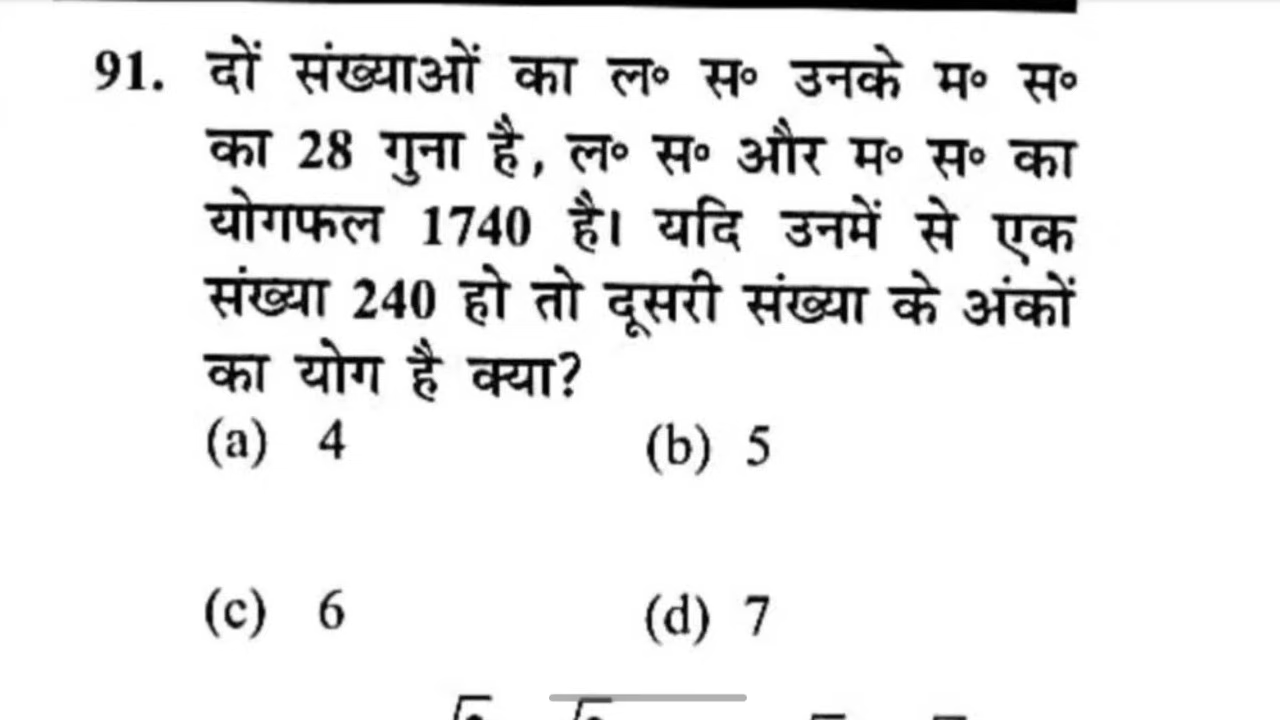 91. दों संख्याओं का ल॰ स॰ उनके म॰ स॰
का 28 गुना है, ल॰ स॰ और म॰ स॰ का
योगफल 1740 है। यदि उनमें से एक
संख्या 240 हो तो दूसरी संख्या के अंकों
का योग है क्या?
(a) 4 (b) 5
(c) 6 (d) 7